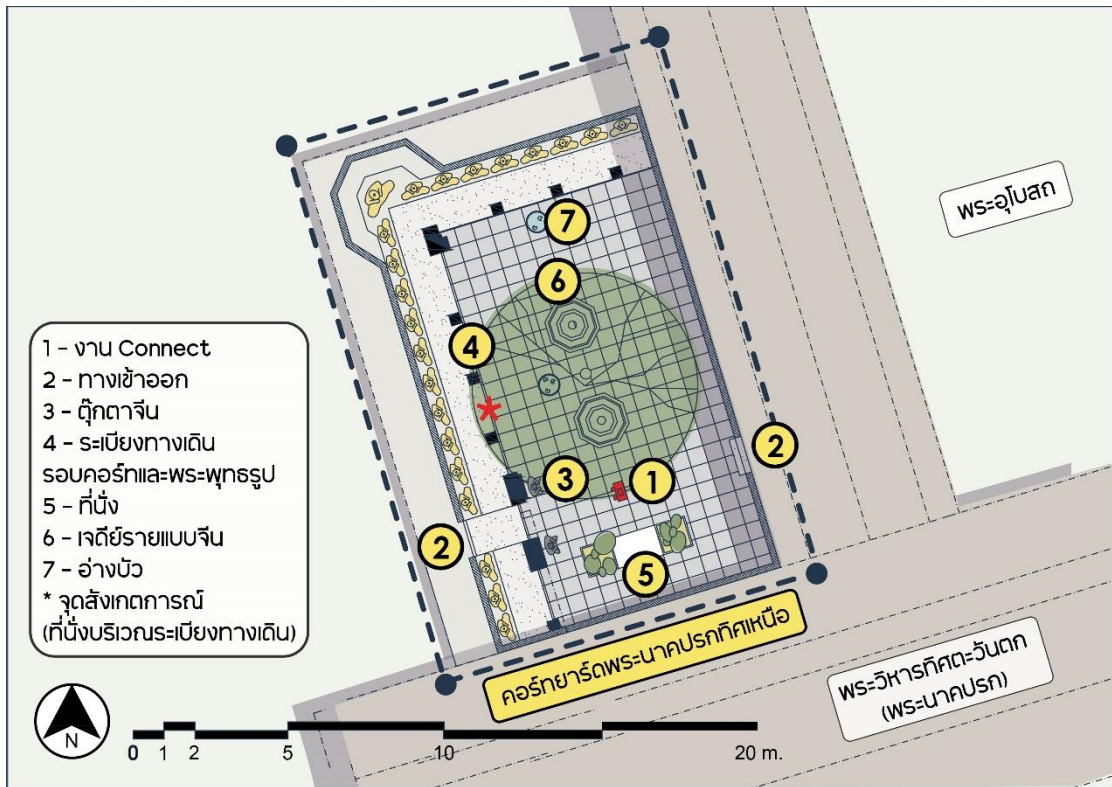 พระอุโบสถ
7
6
4
3
1
2
2
5
1 - งาน Connect
2 - ทางเข้าออก
3 - ตุ๊กตาจีน
4 - ระเบียงทางเดิน
รอบคอร์ทและพระพุทธรูป
5 - ที่นั่ง
6 - เจดีย์รายแบบจีน
7 - อ่างบัว
* จุดสังเกตการณ์
(ที่นั่งบริเวณระเบียงทางเดิน)
คอร์ทยาร์ดพระนาคปรกทิศเหนือ
พระวิหารทิศตะวันตก
(พระนาคปรก)
N
0 1 2 5 10 20 m.